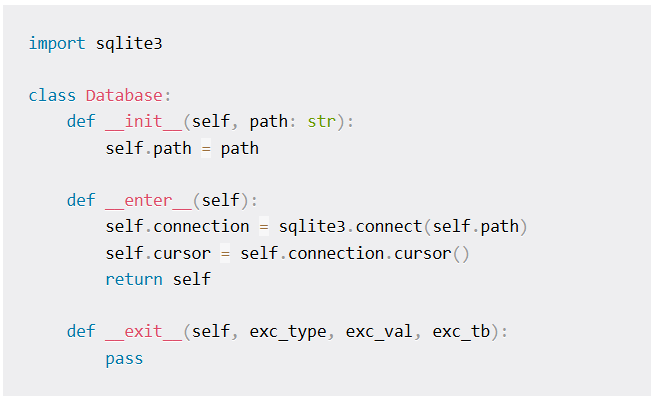 import sqlite3
class Database:
    def __init__(self, path: str):
        self.path = path
    def __enter__(self):
        self.connection = sqlite3.connect(self.path)
        self.cursor = self.connection.cursor()
        return self
    def __exit__(self, exc_type, exc_val, exc_tb):
        pass